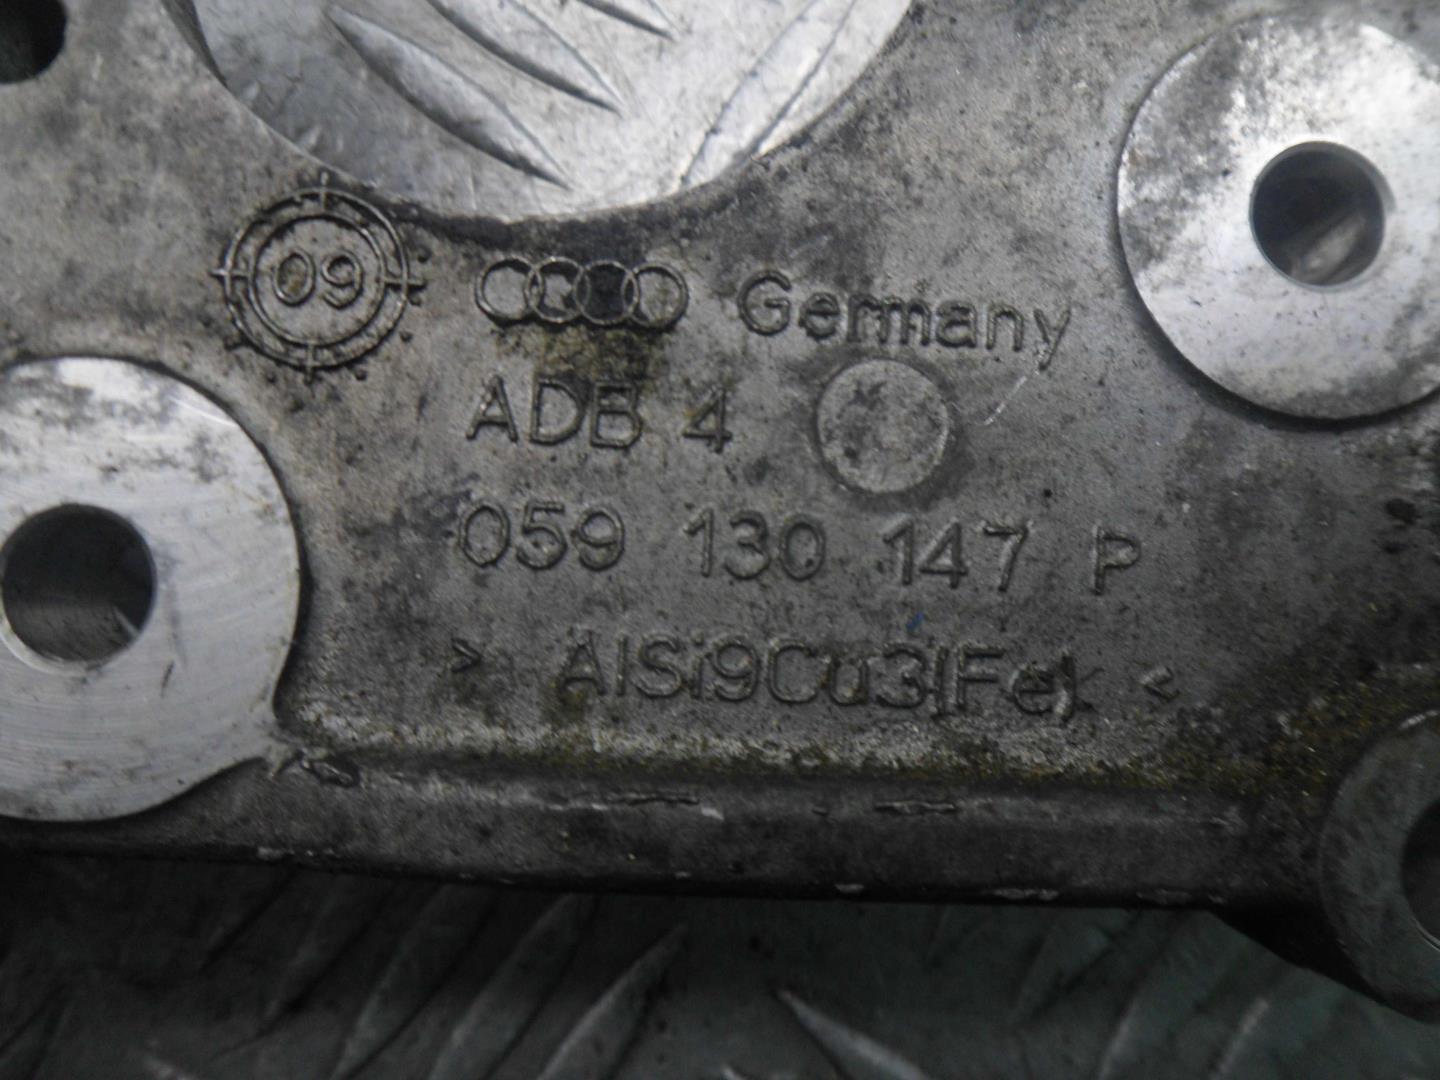 09 Germany
ADB 4
059 130 147 P
> AlSi9Cu3(Fe) <